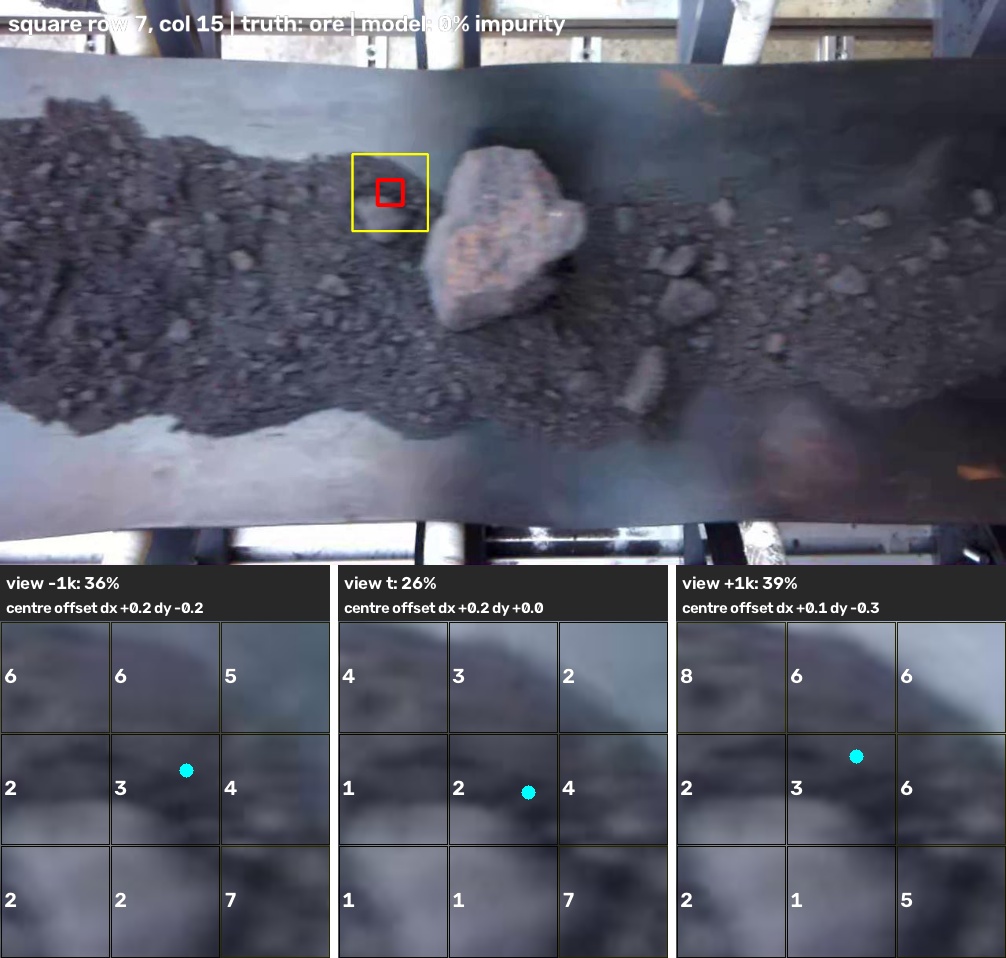 square row 7, col 15 | truth: ore | model: 0% impurity
view -1k: 36%
centre offset dx +0.2 dy -0.2
6 6 5
2 3 4
2 2 7
view t: 26%
centre offset dx +0.2 dy +0.0
4 3 2
1 2 4
1 1 7
view +1k: 39%
centre offset dx +0.1 dy -0.3
8 6 6
2 3 6
2 1 5